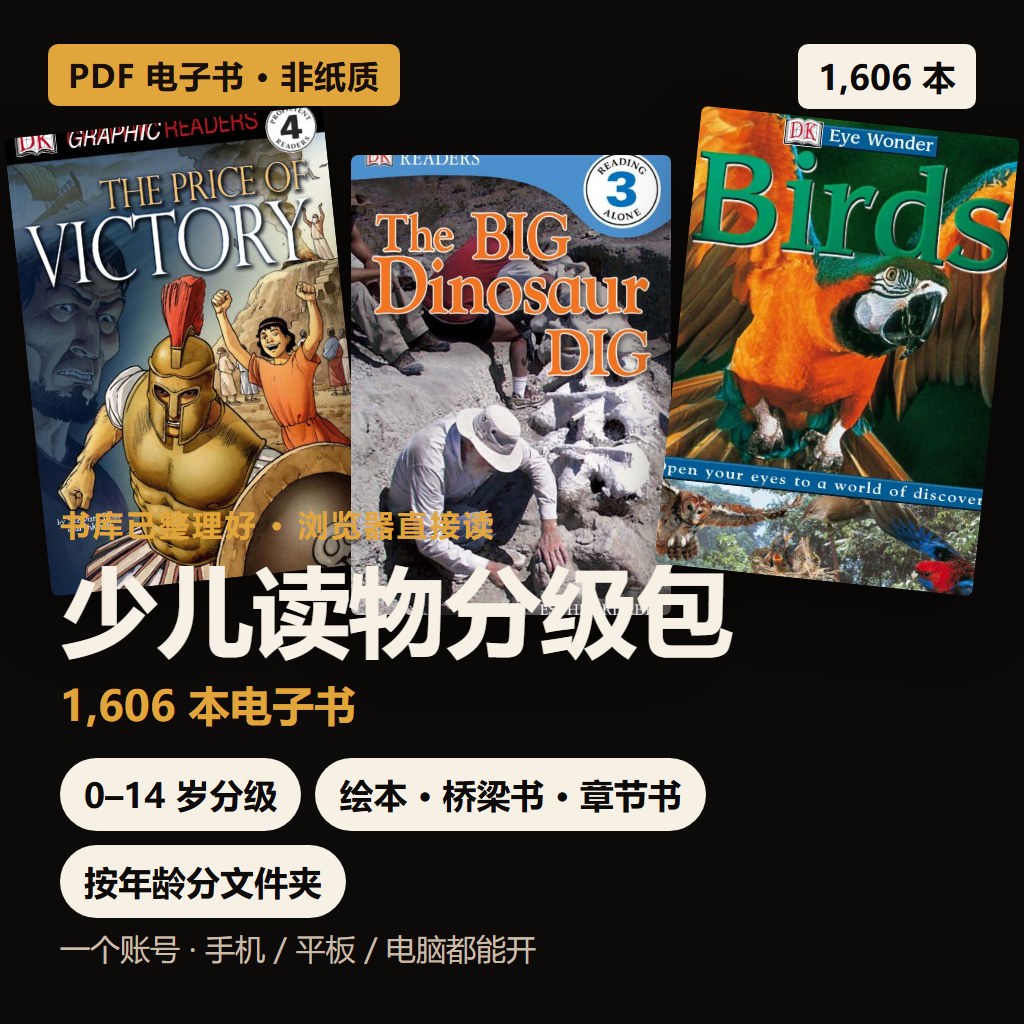 PDF 电子书 · 非纸质
1,606 本
DK GRAPHIC READERS
PROFICIENT 4 READERS
THE PRICE OF
VICTORY
DK READERS
READING 3 ALONE
The BIG
Dinosaur
DIG
DK Eye Wonder
Birds
Open your eyes to a world of discovery
书库已整理好 · 浏览器直接读
少儿读物分级包
1,606 本电子书
0–14 岁分级
绘本 · 桥梁书 · 章节书
按年龄分文件夹
一个账号 · 手机 / 平板 / 电脑都能开